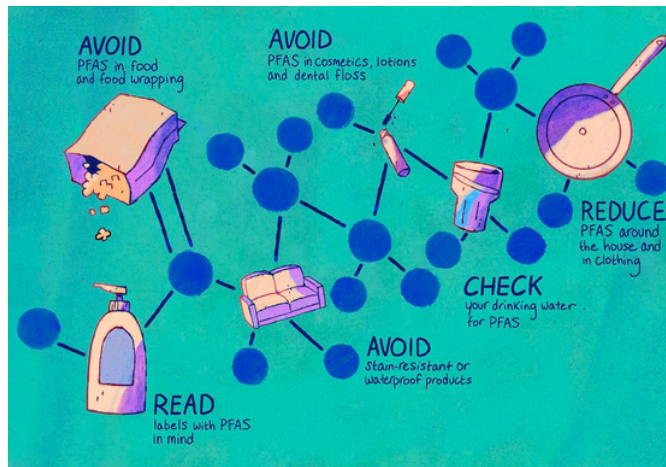 AVOID
PFAS in food
and food wrapping
AVOID
PFAS in cosmetics, lotions
and dental floss
REDUCE
PFAS around
the house and
in clothing
CHECK
your drinking water
for PFAS
AVOID
Stain-resistant or
waterproof products
READ
labels with PFAS
in mind